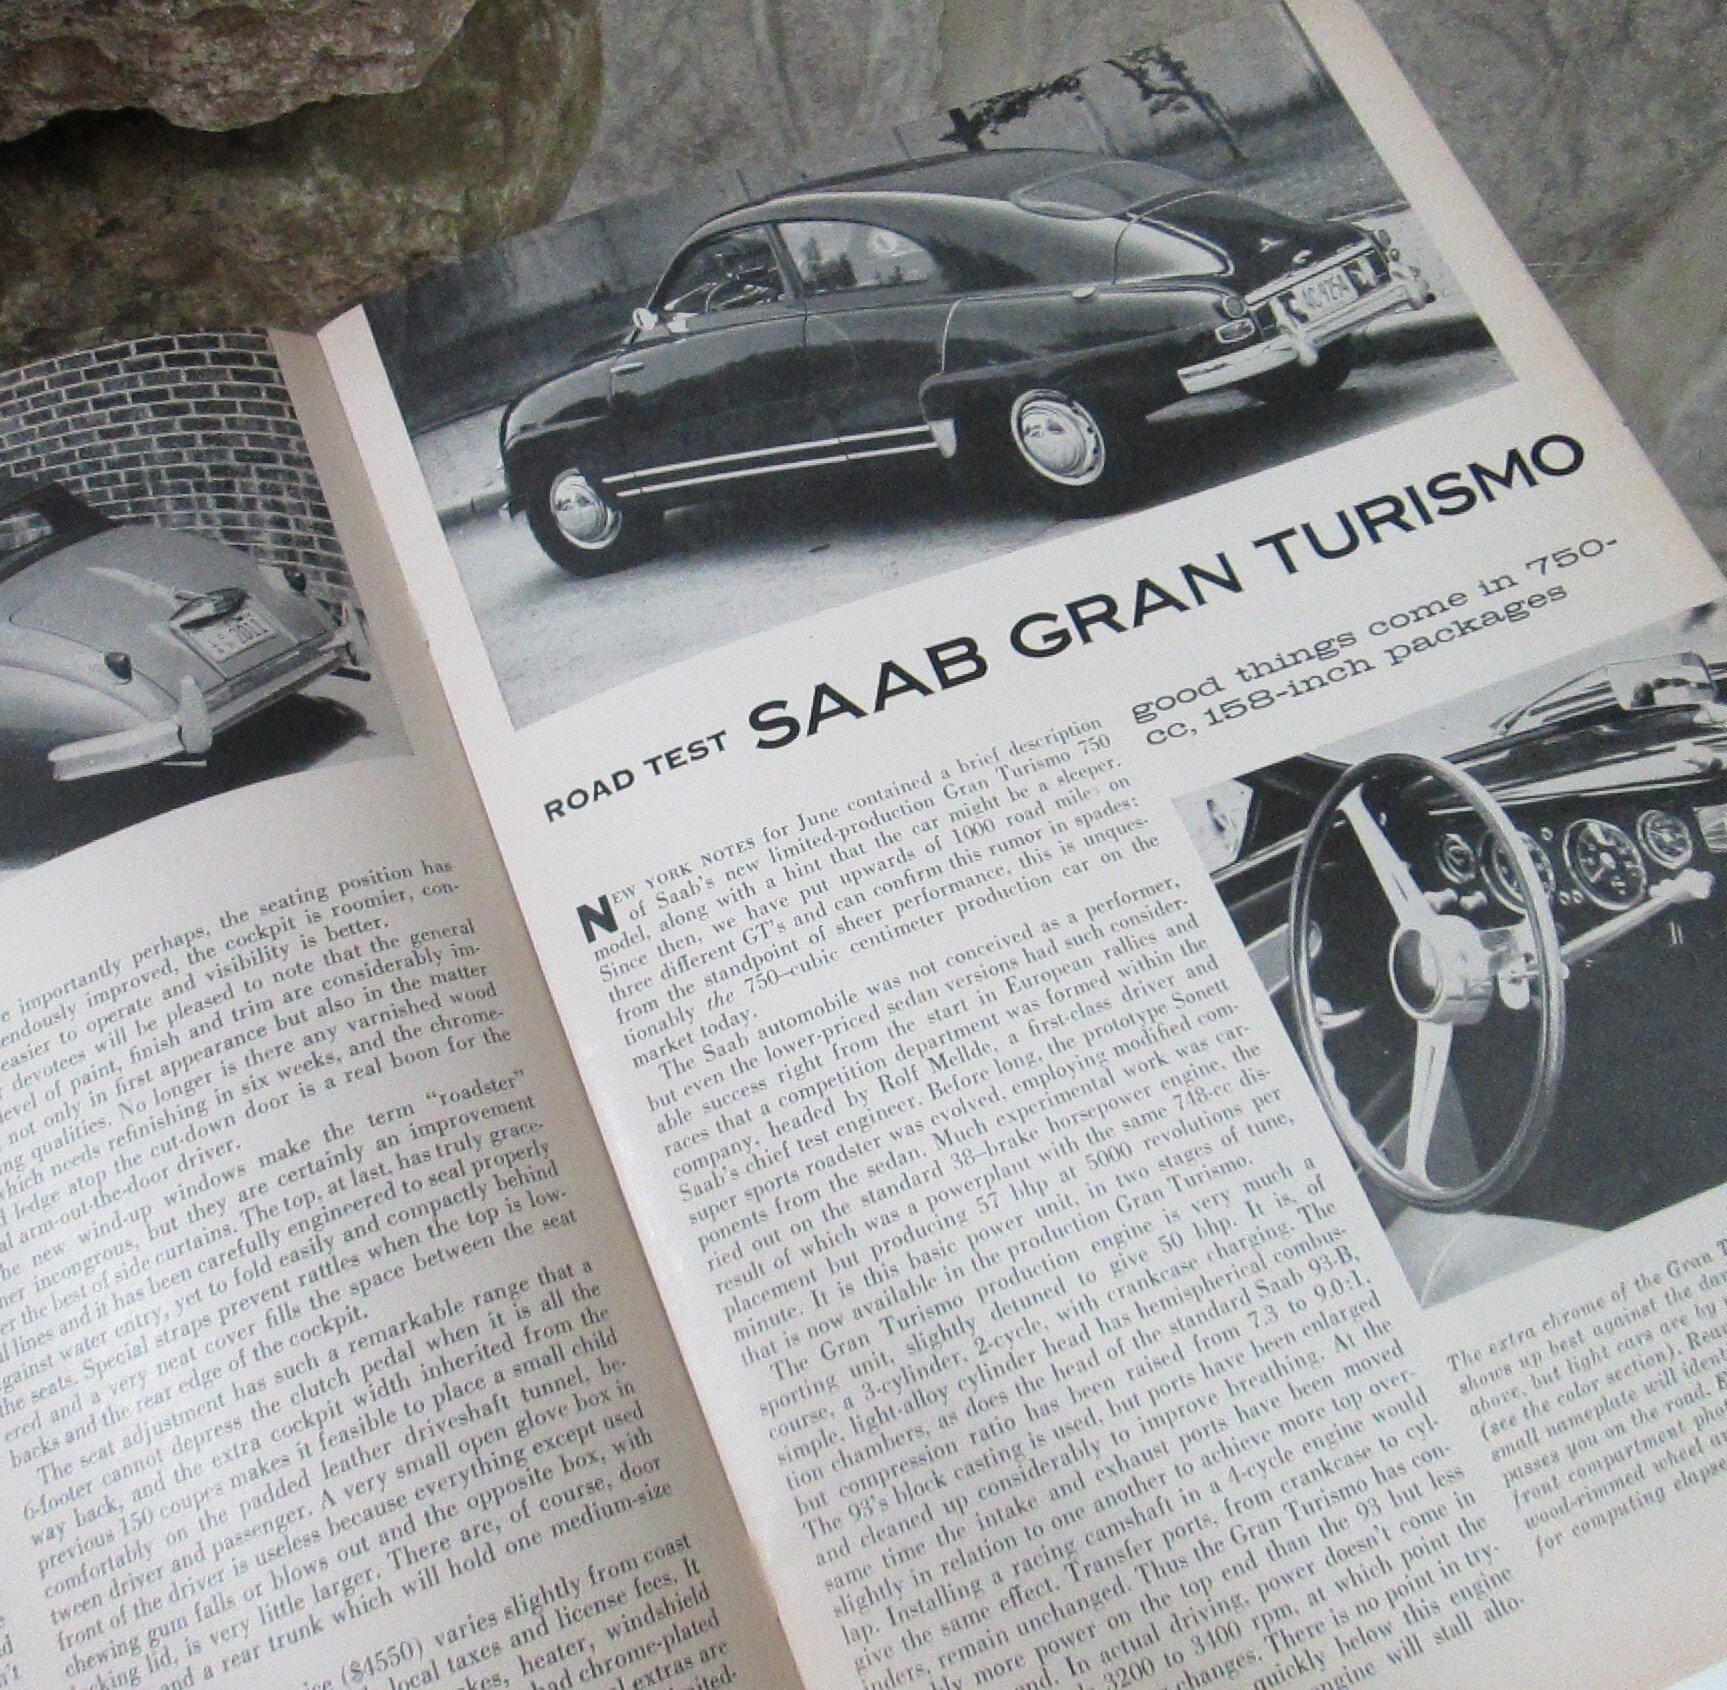 2011
e importantly perhaps, the seating position has
endously improved, the cockpit is roomier, con-
easier to operate and visibility is better.
r devotees will be pleased to note that the general
level of paint, finish and trim are considerably im-
not only in first appearance but also in the matter
ing qualities. No longer is there any varnished wood
which needs refinishing in six weeks, and the chrome-
d ledge atop the cut-down door is a real boon for the
al arm-out-the-door driver.
he new wind-up windows make the term “roadster”
her incongrous, but they are certainly an improvement
er the best of side curtains. The top, at last, has truly grace-
l lines and it has been carefully engineered to seal properly
against water entry, yet to fold easily and compactly behind
the seats. Special straps prevent rattles when the top is low-
ered and a very neat cover fills the space between the seat
backs and the rear edge of the cockpit.
The seat adjustment has such a remarkable range that a
6-footer cannot depress the clutch pedal when it is all the
way back, and the extra cockpit width inherited from the
previous 150 coupes makes it feasible to place a small child
comfortably on the padded leather driveshaft tunnel, be-
tween driver and passenger. A very small open glove box in
front of the driver is useless because everything except used
chewing gum falls or blows out and the opposite box, with
cking lid, is very little larger. There are, of course, door
and a rear trunk which will hold one medium-size
ice ($4550) varies slightly from coast
local taxes and license fees. It
kes, heater, windshield
had chrome-plated
l extras are
ited-
ROAD TEST SAAB GRAN TURISMO
good things come in 750-
cc, 158-inch packages
NEW YORK NOTES for June contained a brief description
of Saab's new limited-production Gran Turismo 750
model, along with a hint that the car might be a sleeper.
Since then, we have put upwards of 1000 road miles on
three different GT's and can confirm this rumor in spades:
from the standpoint of sheer performance, this is unques-
tionably the 750-cubic centimeter production car on the
market today.
The Saab automobile was not conceived as a performer,
but even the lower-priced sedan versions had such consider-
able success right from the start in European rallies and
races that a competition department was formed within the
company, headed by Rolf Mellde, a first-class driver and
Saab's chief test engineer. Before long, the prototype Sonett
super sports roadster was evolved, employing modified com-
ponents from the sedan. Much experimental work was car-
ried out on the standard 38-brake horsepower engine, the
result of which was a powerplant with the same 748-cc dis-
placement but producing 57 bhp at 5000 revolutions per
minute. It is this basic power unit, in two stages of tune,
that is now available in the production Gran Turismo.
The Gran Turismo production engine is very much a
sporting unit, slightly detuned to give 50 bhp. It is, of
course, a 3-cylinder, 2-cycle, with crankcase charging. The
simple, light-alloy cylinder head has hemispherical combus-
tion chambers, as does the head of the standard Saab 93-B,
but compression ratio has been raised from 7.3 to 9.0:1.
The 93's block casting is used, but ports have been enlarged
and cleaned up considerably to improve breathing. At the
same time the intake and exhaust ports have been moved
slightly in relation to one another to achieve more top over-
lap. Installing a racing camshaft in a 4-cycle engine would
give the same effect. Transfer ports, from crankcase to cyl-
inders, remain unchanged. Thus the Gran Turismo has con-
bly more power on the top end than the 93 but less
nd. In actual driving, power doesn't come in
3200 to 3400 rpm, at which point the
changes. There is no point in try-
quickly below this engine
engine will stall alto-
The extra chrome of the Gran T
shows up best against the dar
above, but light cars are by
(see the color section). Rear
small nameplate will ident
passes you on the road.
front compartment pho
wood-rimmed wheel a
for computing elapse